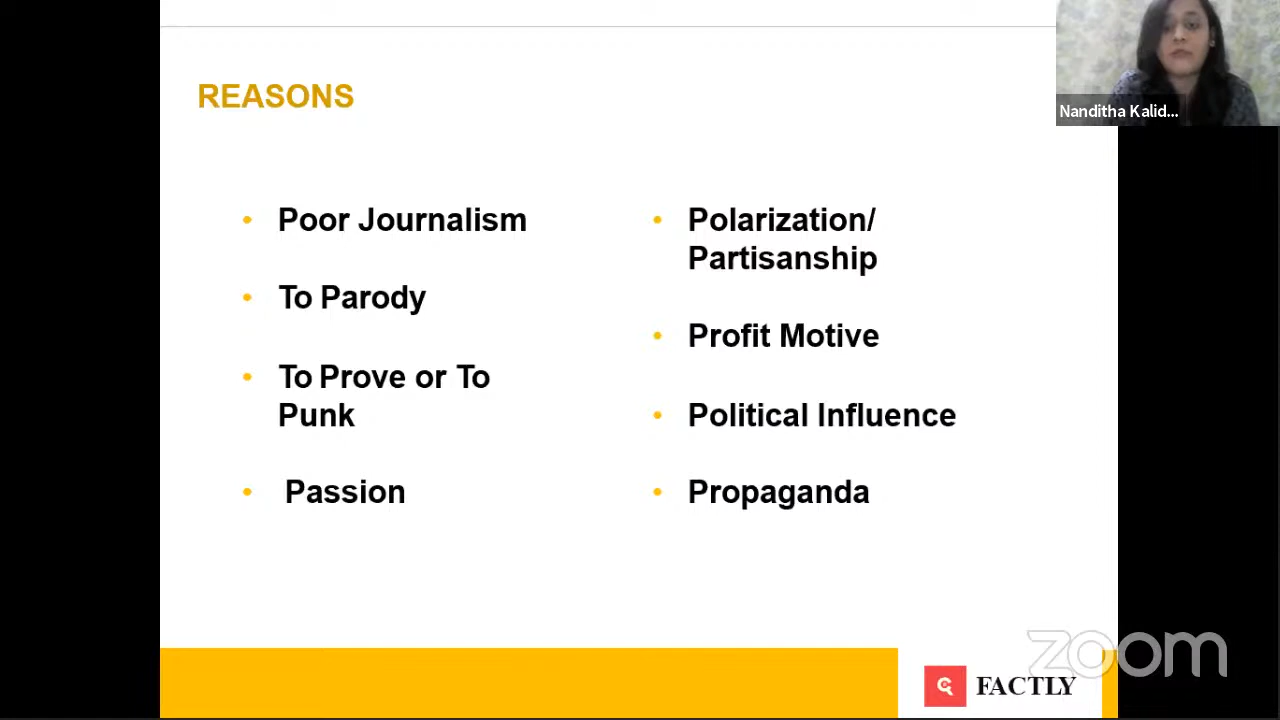 REASONS
Nanditha Kalid...
Poor Journalism
To Parody
To Prove or To
Punk
Passion
Polarization/
Partisanship
Profit Motive
Political Influence
Propaganda
zoom
FACTLY